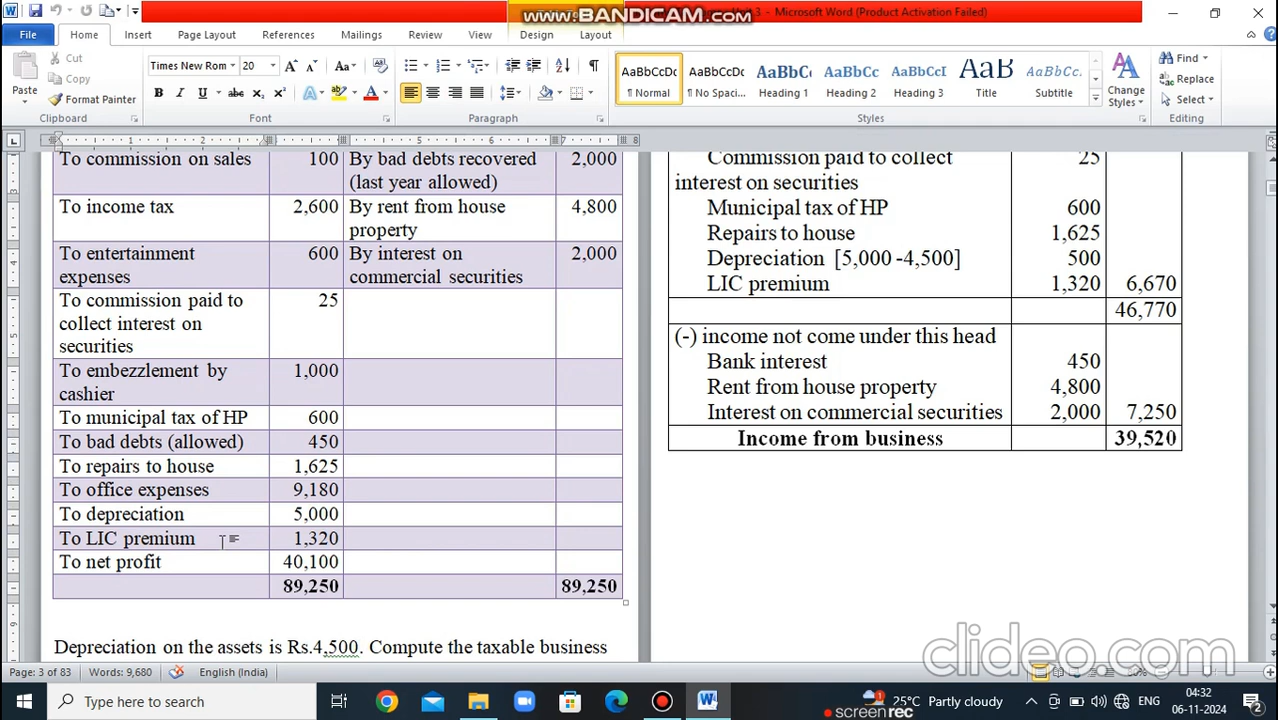 www.BANDICAM.com
3 - Microsoft Word (Product Activation Failed)
File Home Insert Page Layout References Mailings Review View Design Layout
Cut
Copy
Format Painter
Paste
Clipboard
Times New Rom 20
Font
Paragraph
AaBbCcDc AaBbCcDc AaBbC AaBbCc AaBbCcI AaB AaBbCc.
¶ Normal ¶ No Spaci... Heading 1 Heading 2 Heading 3 Title Subtitle
Change Styles
Styles
Find
Replace
Select
Editing
To commission on sales 100 By bad debts recovered 2,000
(last year allowed)
To income tax 2,600 By rent from house 4,800
property
To entertainment 600 By interest on 2,000
expenses commercial securities
To commission paid to 25
collect interest on
securities
To embezzlement by 1,000
cashier
To municipal tax of HP 600
To bad debts (allowed) 450
To repairs to house 1,625
To office expenses 9,180
To depreciation 5,000
To LIC premium 1,320
To net profit 40,100
89,250 89,250
Depreciation on the assets is Rs.4,500. Compute the taxable business
Commission paid to collect 25
interest on securities
Municipal tax of HP 600
Repairs to house 1,625
Depreciation [5,000 -4,500] 500
LIC premium 1,320 6,670
46,770
(-) income not come under this head
Bank interest 450
Rent from house property 4,800
Interest on commercial securities 2,000 7,250
Income from business 39,520
clideo.com
Page: 3 of 83 Words: 9,680 English (India)
Type here to search
25°C Partly cloudy
ENG
04:32
06-11-2024
2
screenrec